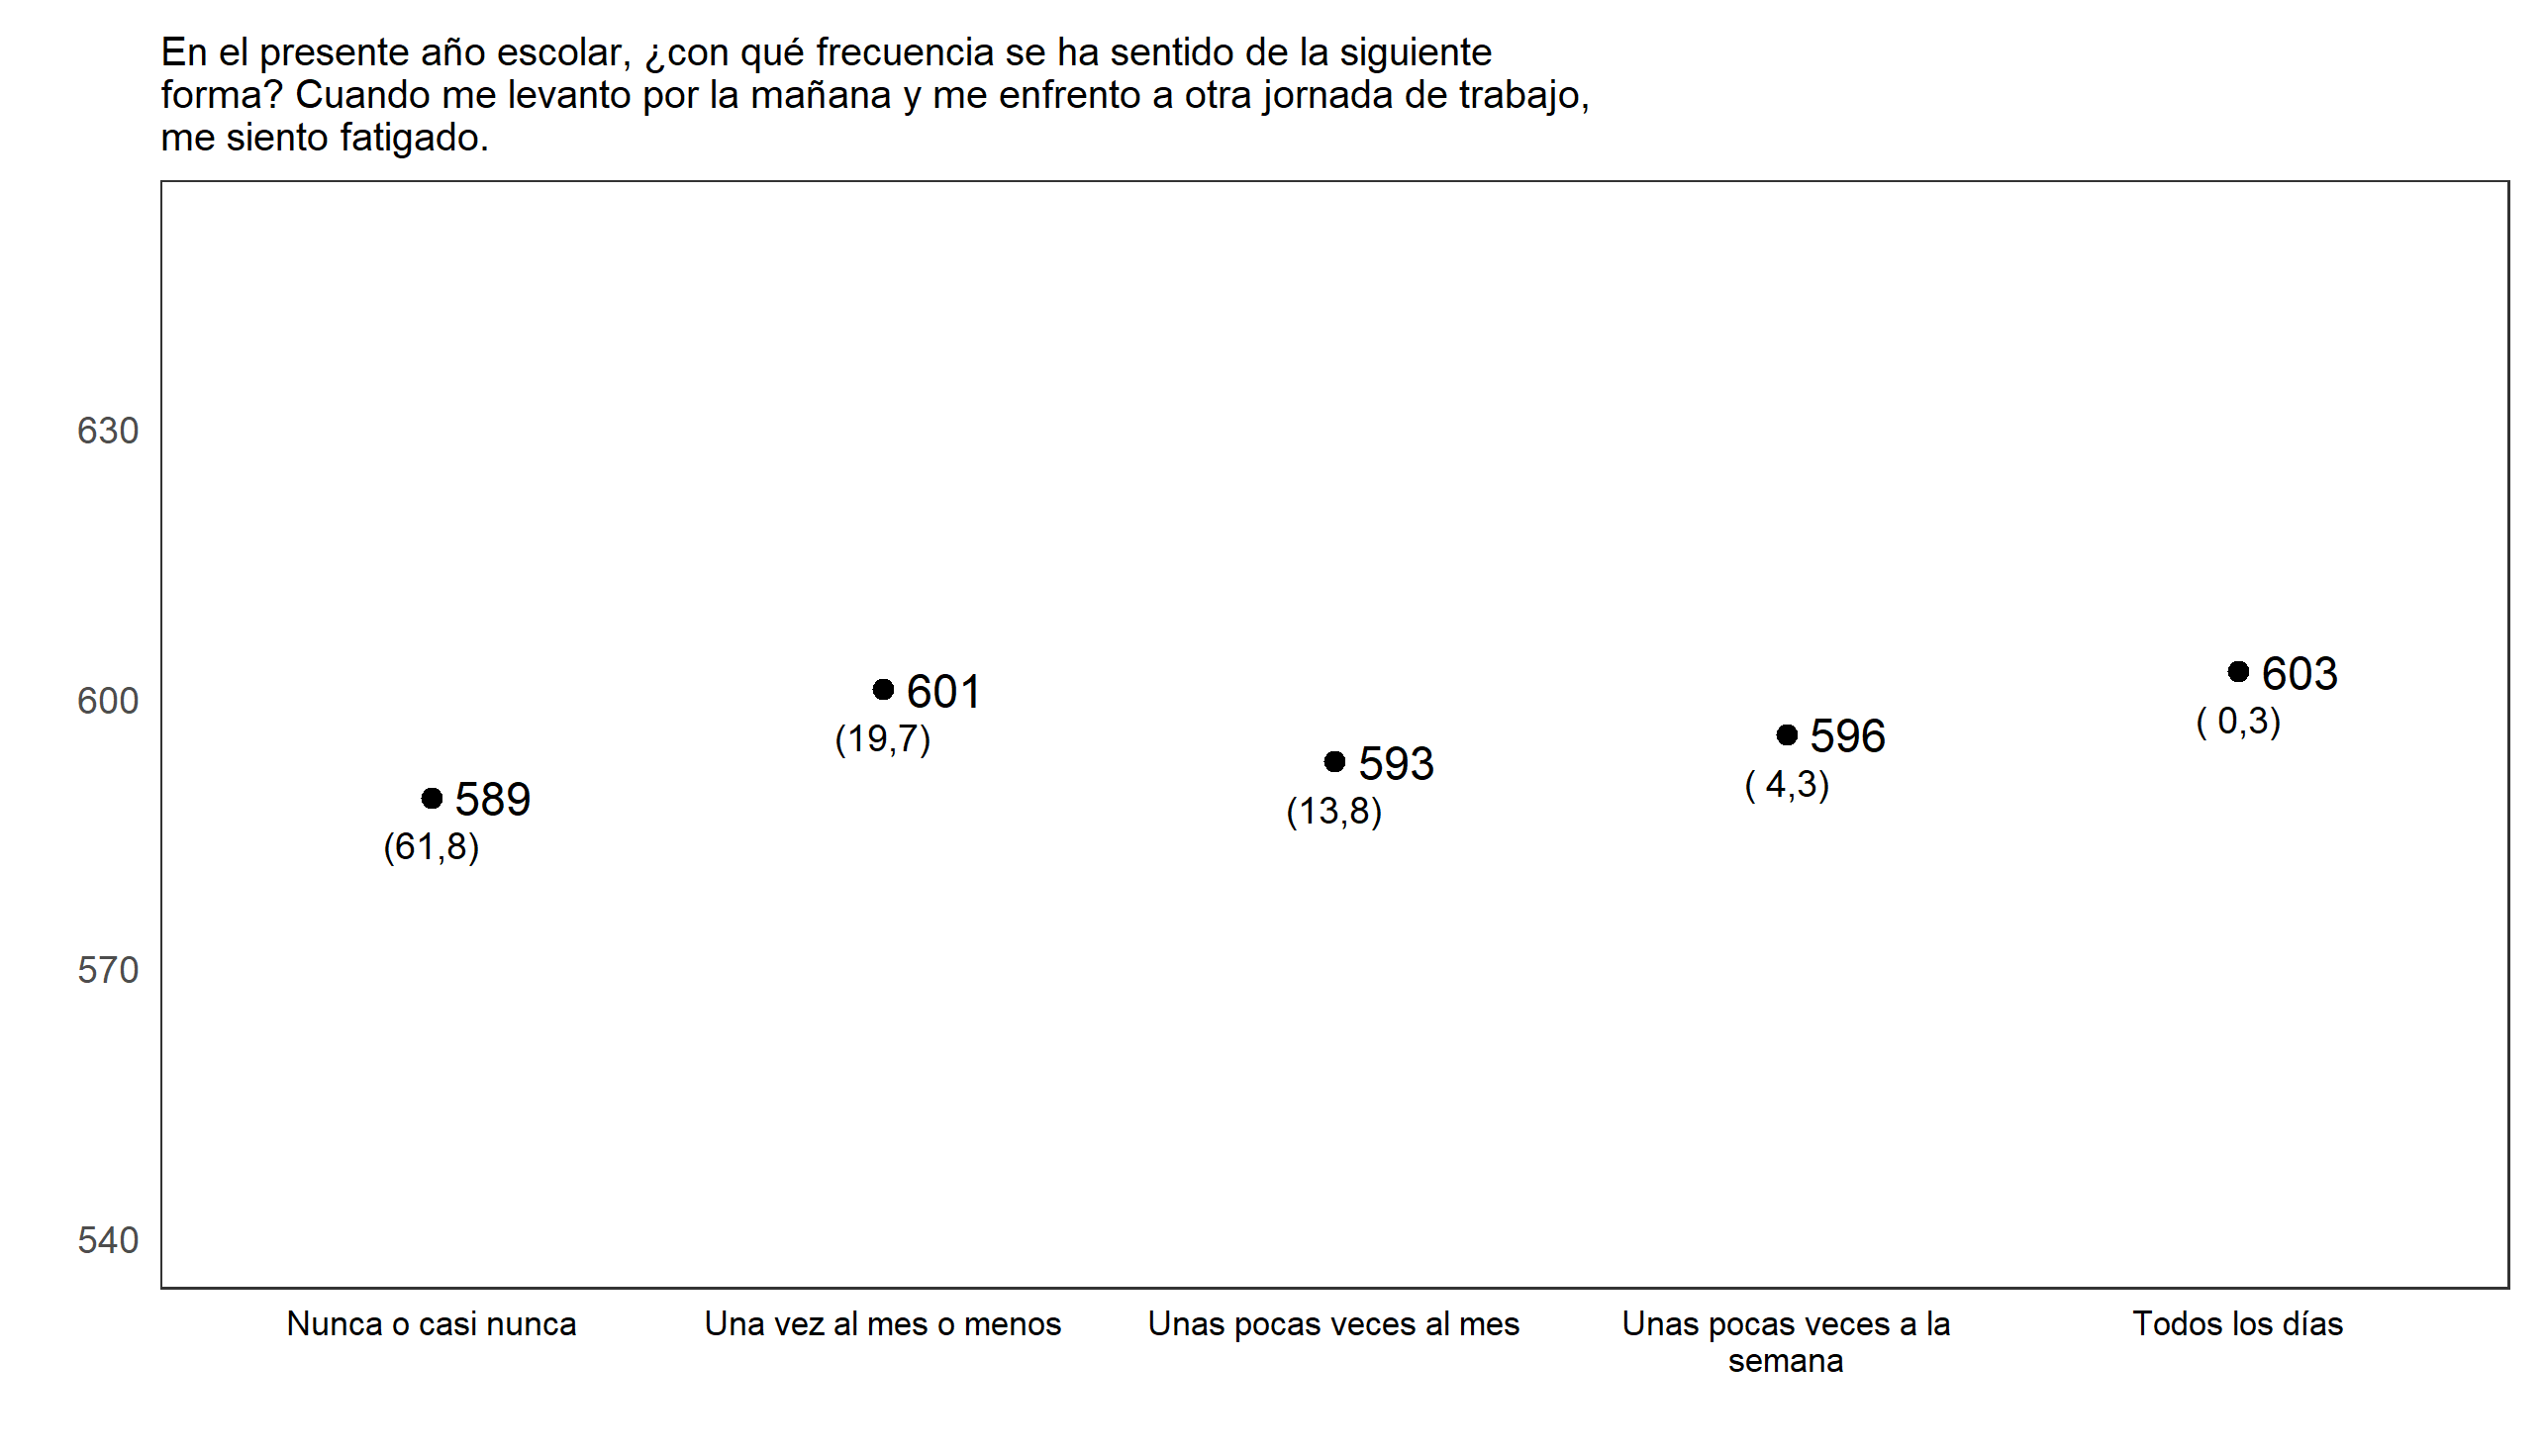 En el presente año escolar, ¿con qué frecuencia se ha sentido de la siguiente
forma? Cuando me levanto por la mañana y me enfrento a otra jornada de trabajo,
me siento fatigado.
630
600
570
540
589
(61,8)
601
(19,7)
593
(13,8)
596
( 4,3)
603
( 0,3)
Nunca o casi nunca
Una vez al mes o menos
Unas pocas veces al mes
Unas pocas veces a la
semana
Todos los días